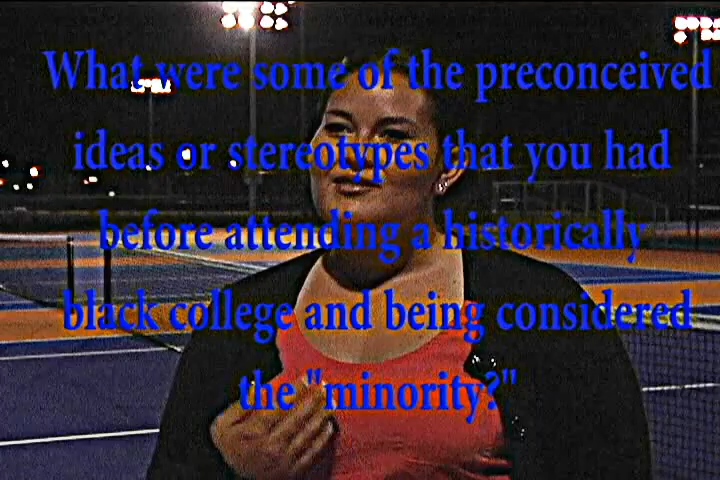 What were some of the preconceived
ideas or stereotypes that you had
before attending a historically
black college and being considered
the "minority?"